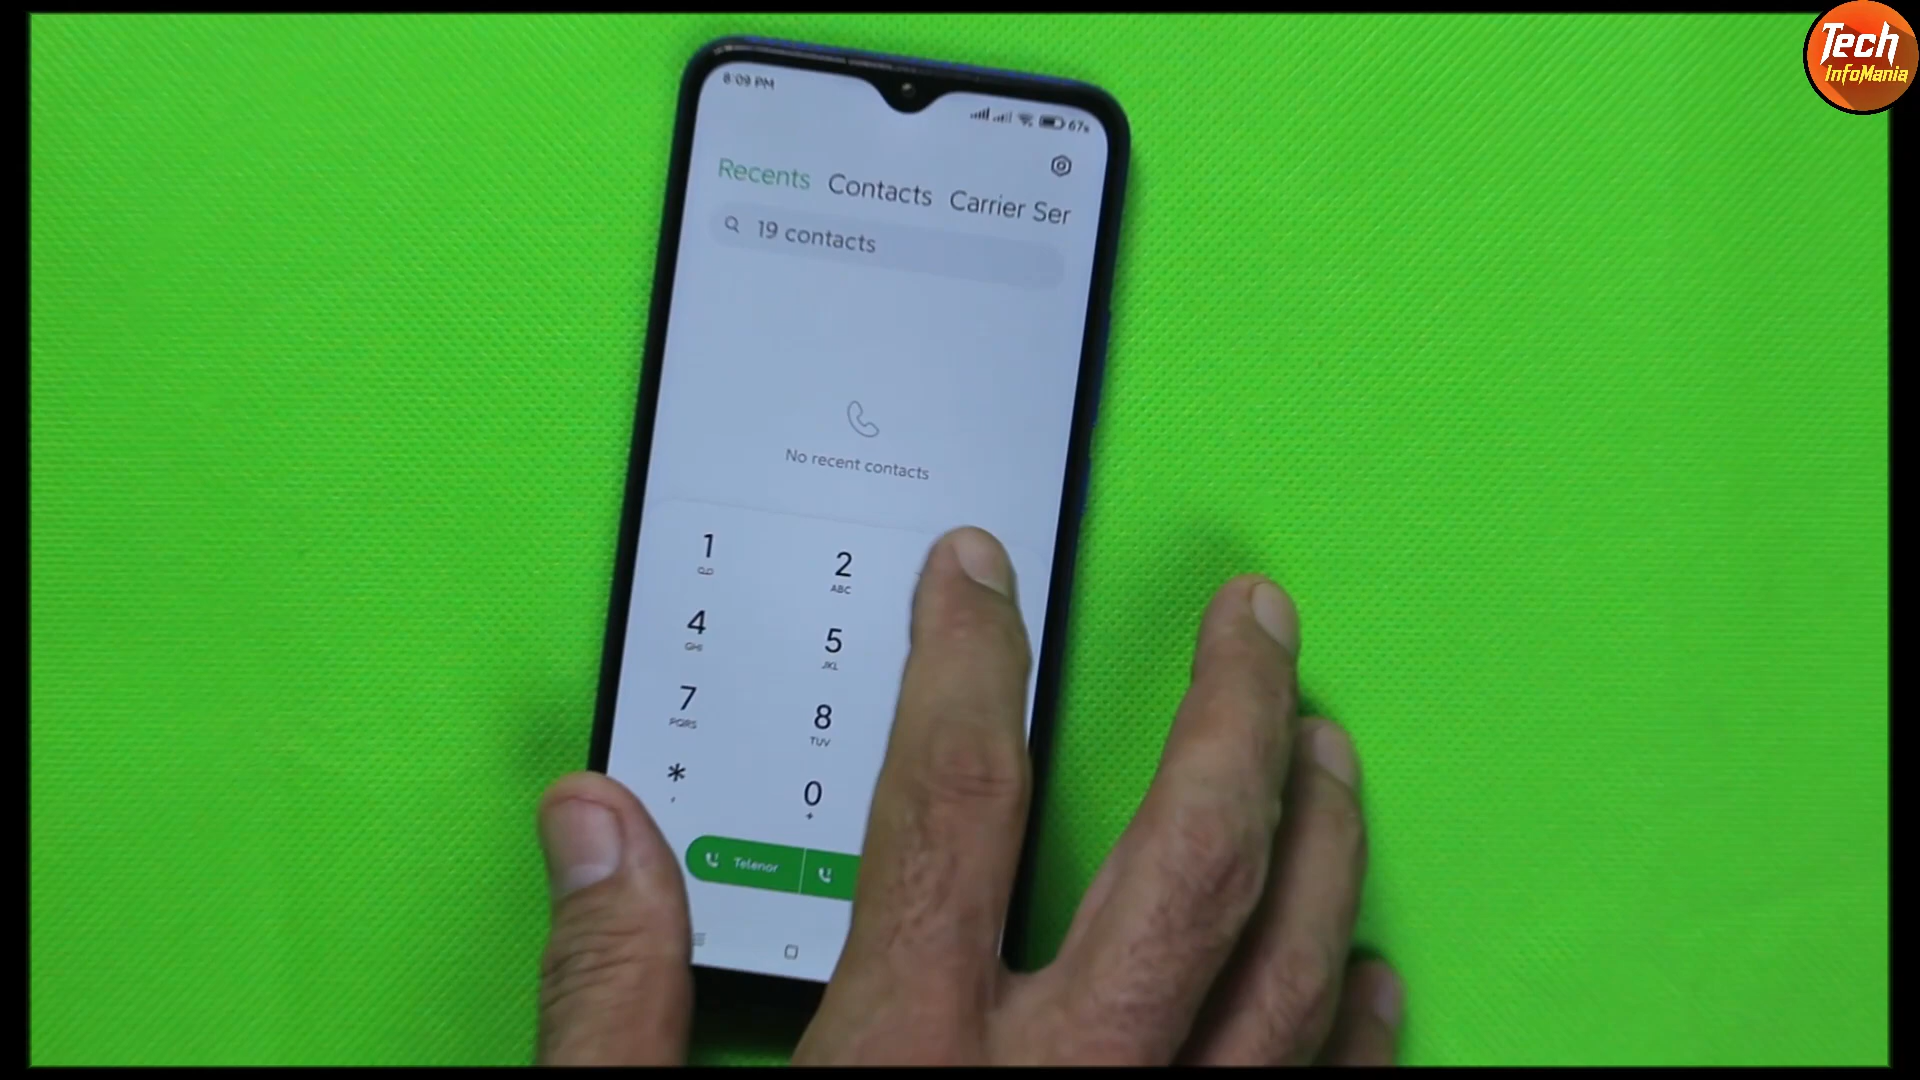 Tech
InfoMania
8:09 PM
67%
Recents Contacts Carrier Ser
19 contacts
No recent contacts
1
2
ABC
4
GHI
5
JKL
7
PQRS
8
TUV
*
,
0
+
Telenor